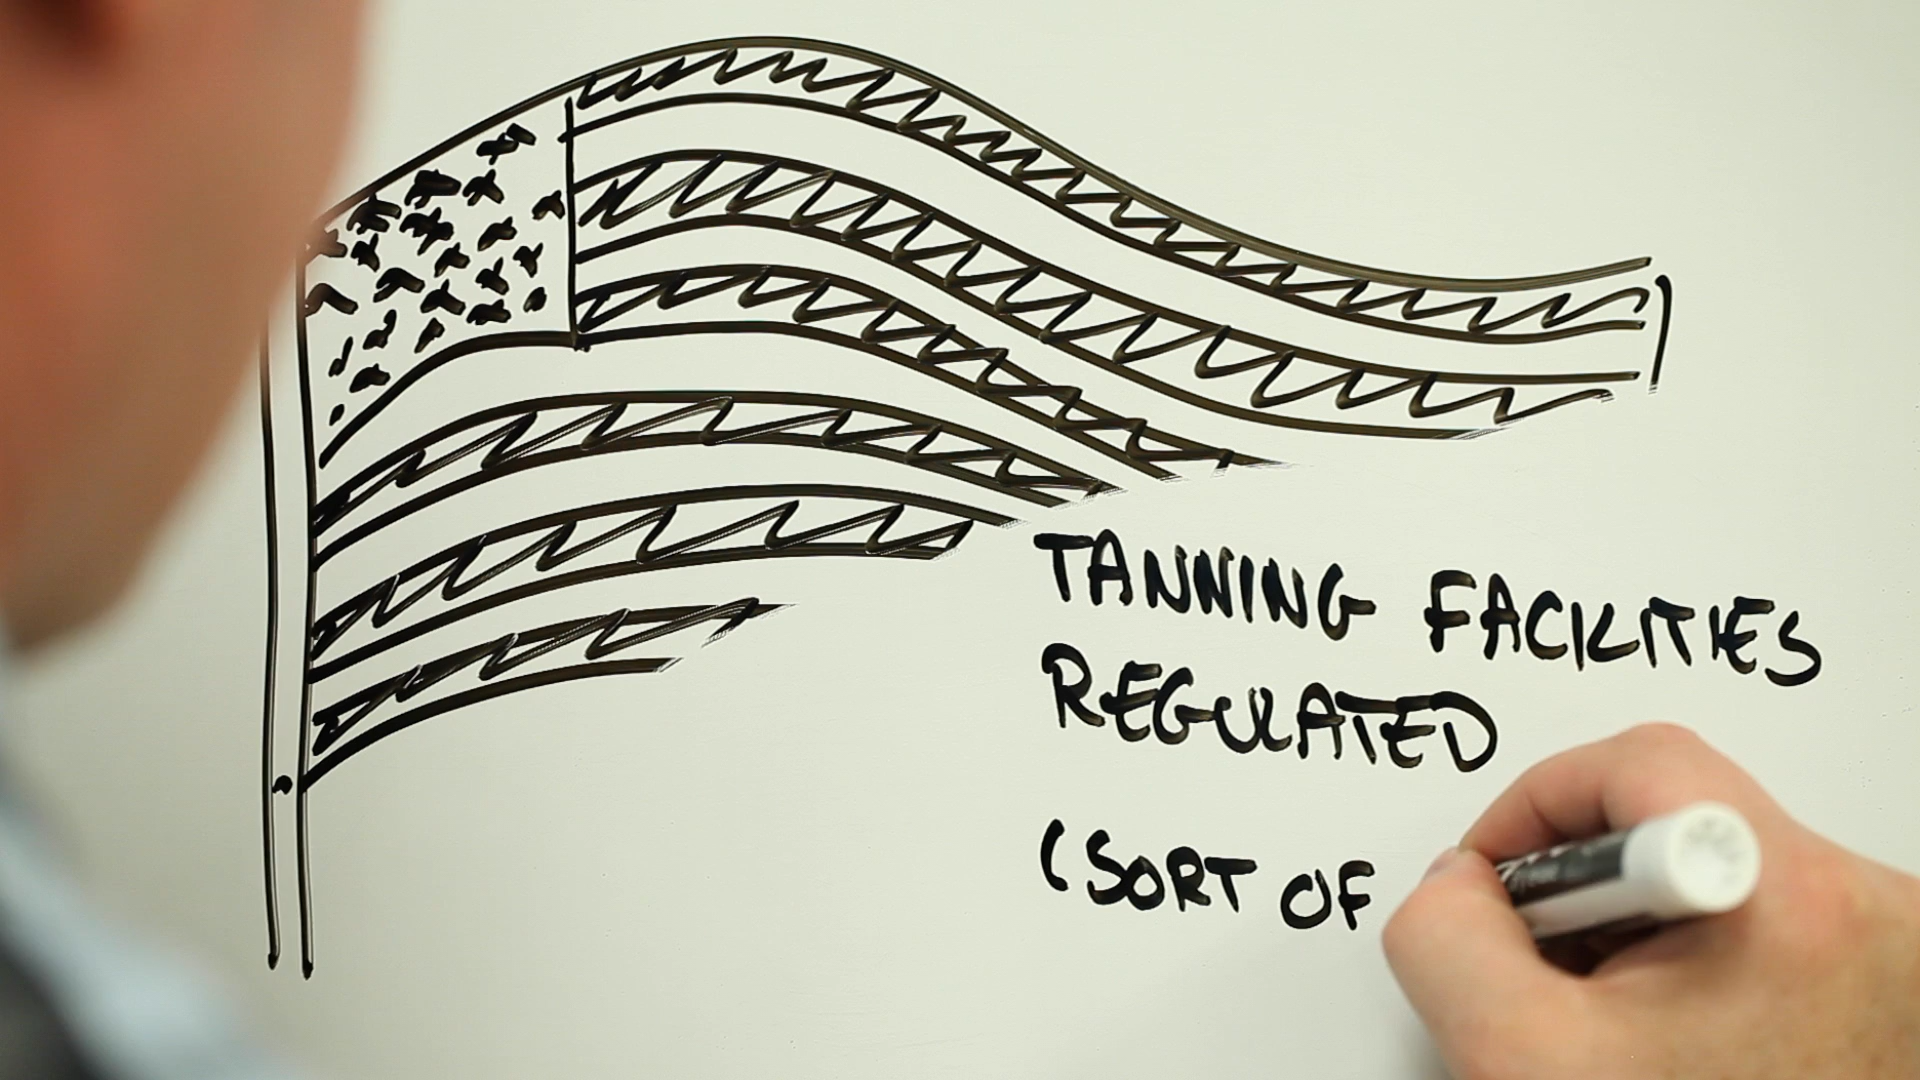 TANNING FACILITIES
REGULATED
(SORT OF